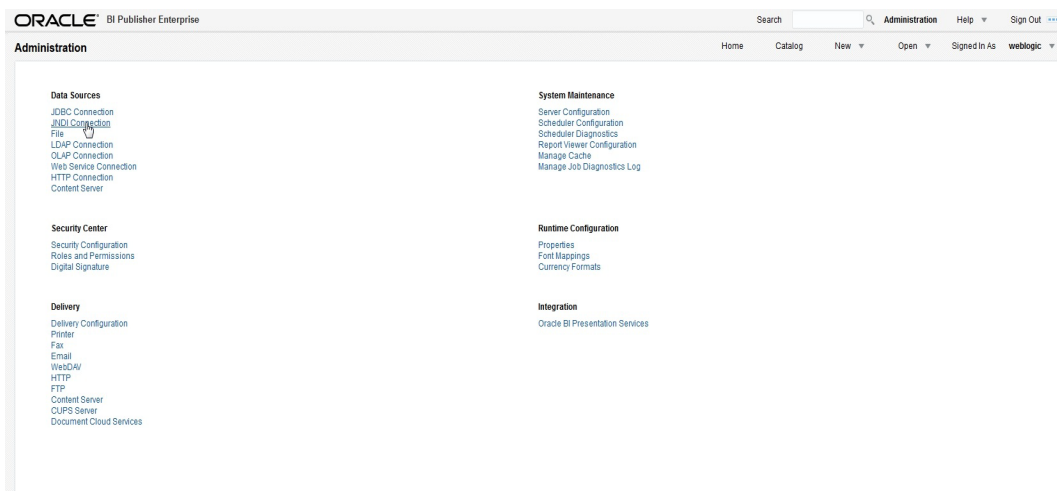 ORACLE BI Publisher Enterprise
Search Administration Help Sign Out
Administration
Home Catalog New Open Signed In As weblogic
Data Sources
JDBC Connection
JNDI Connection
File
LDAP Connection
OLAP Connection
Web Service Connection
HTTP Connection
Content Server
System Maintenance
Server Configuration
Scheduler Configuration
Scheduler Diagnostics
Report Viewer Configuration
Manage Cache
Manage Job Diagnostics Log
Security Center
Security Configuration
Roles and Permissions
Digital Signature
Runtime Configuration
Properties
Font Mappings
Currency Formats
Delivery
Delivery Configuration
Printer
Fax
Email
WebDAV
HTTP
FTP
Content Server
CUPS Server
Document Cloud Services
Integration
Oracle BI Presentation Services